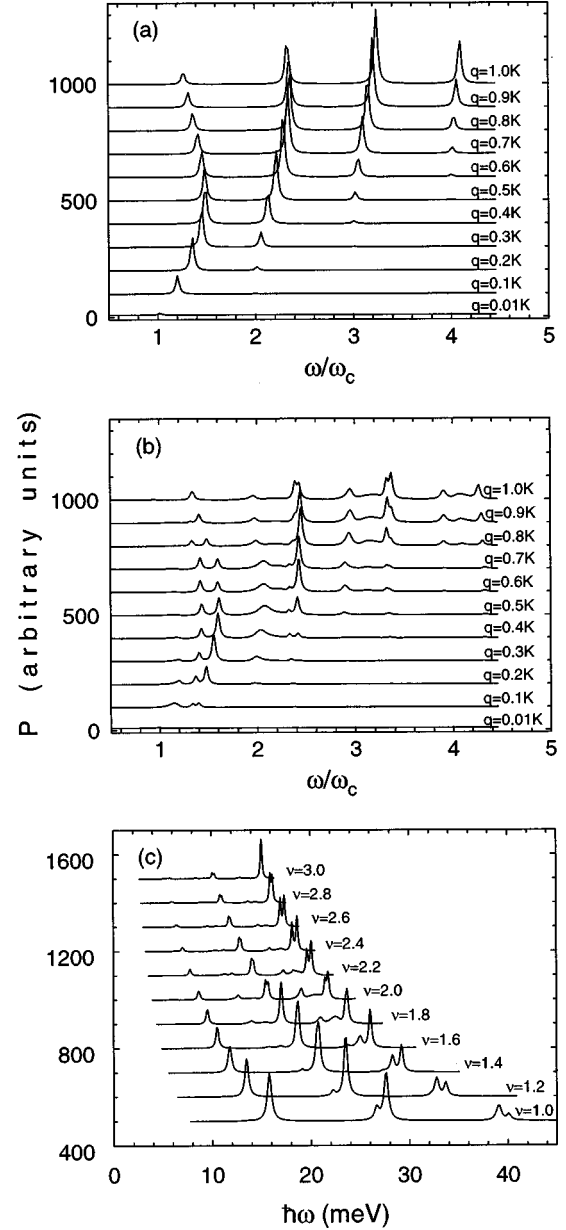 (a)
1000
500
0
q=1.0K
q=0.9K
q=0.8K
q=0.7K
q=0.6K
q=0.5K
q=0.4K
q=0.3K
q=0.2K
q=0.1K
q=0.01K
1 2 3 4 5
ω/ω_c
P (arbitrary units)
(b)
1000
500
0
q=1.0K
q=0.9K
q=0.8K
q=0.7K
q=0.6K
q=0.5K
q=0.4K
q=0.3K
q=0.2K
q=0.1K
q=0.01K
1 2 3 4 5
ω/ω_c
(c)
1600
1200
800
400
ν=3.0
ν=2.8
ν=2.6
ν=2.4
ν=2.2
ν=2.0
ν=1.8
ν=1.6
ν=1.4
ν=1.2
ν=1.0
0 10 20 30 40
ħω (meV)